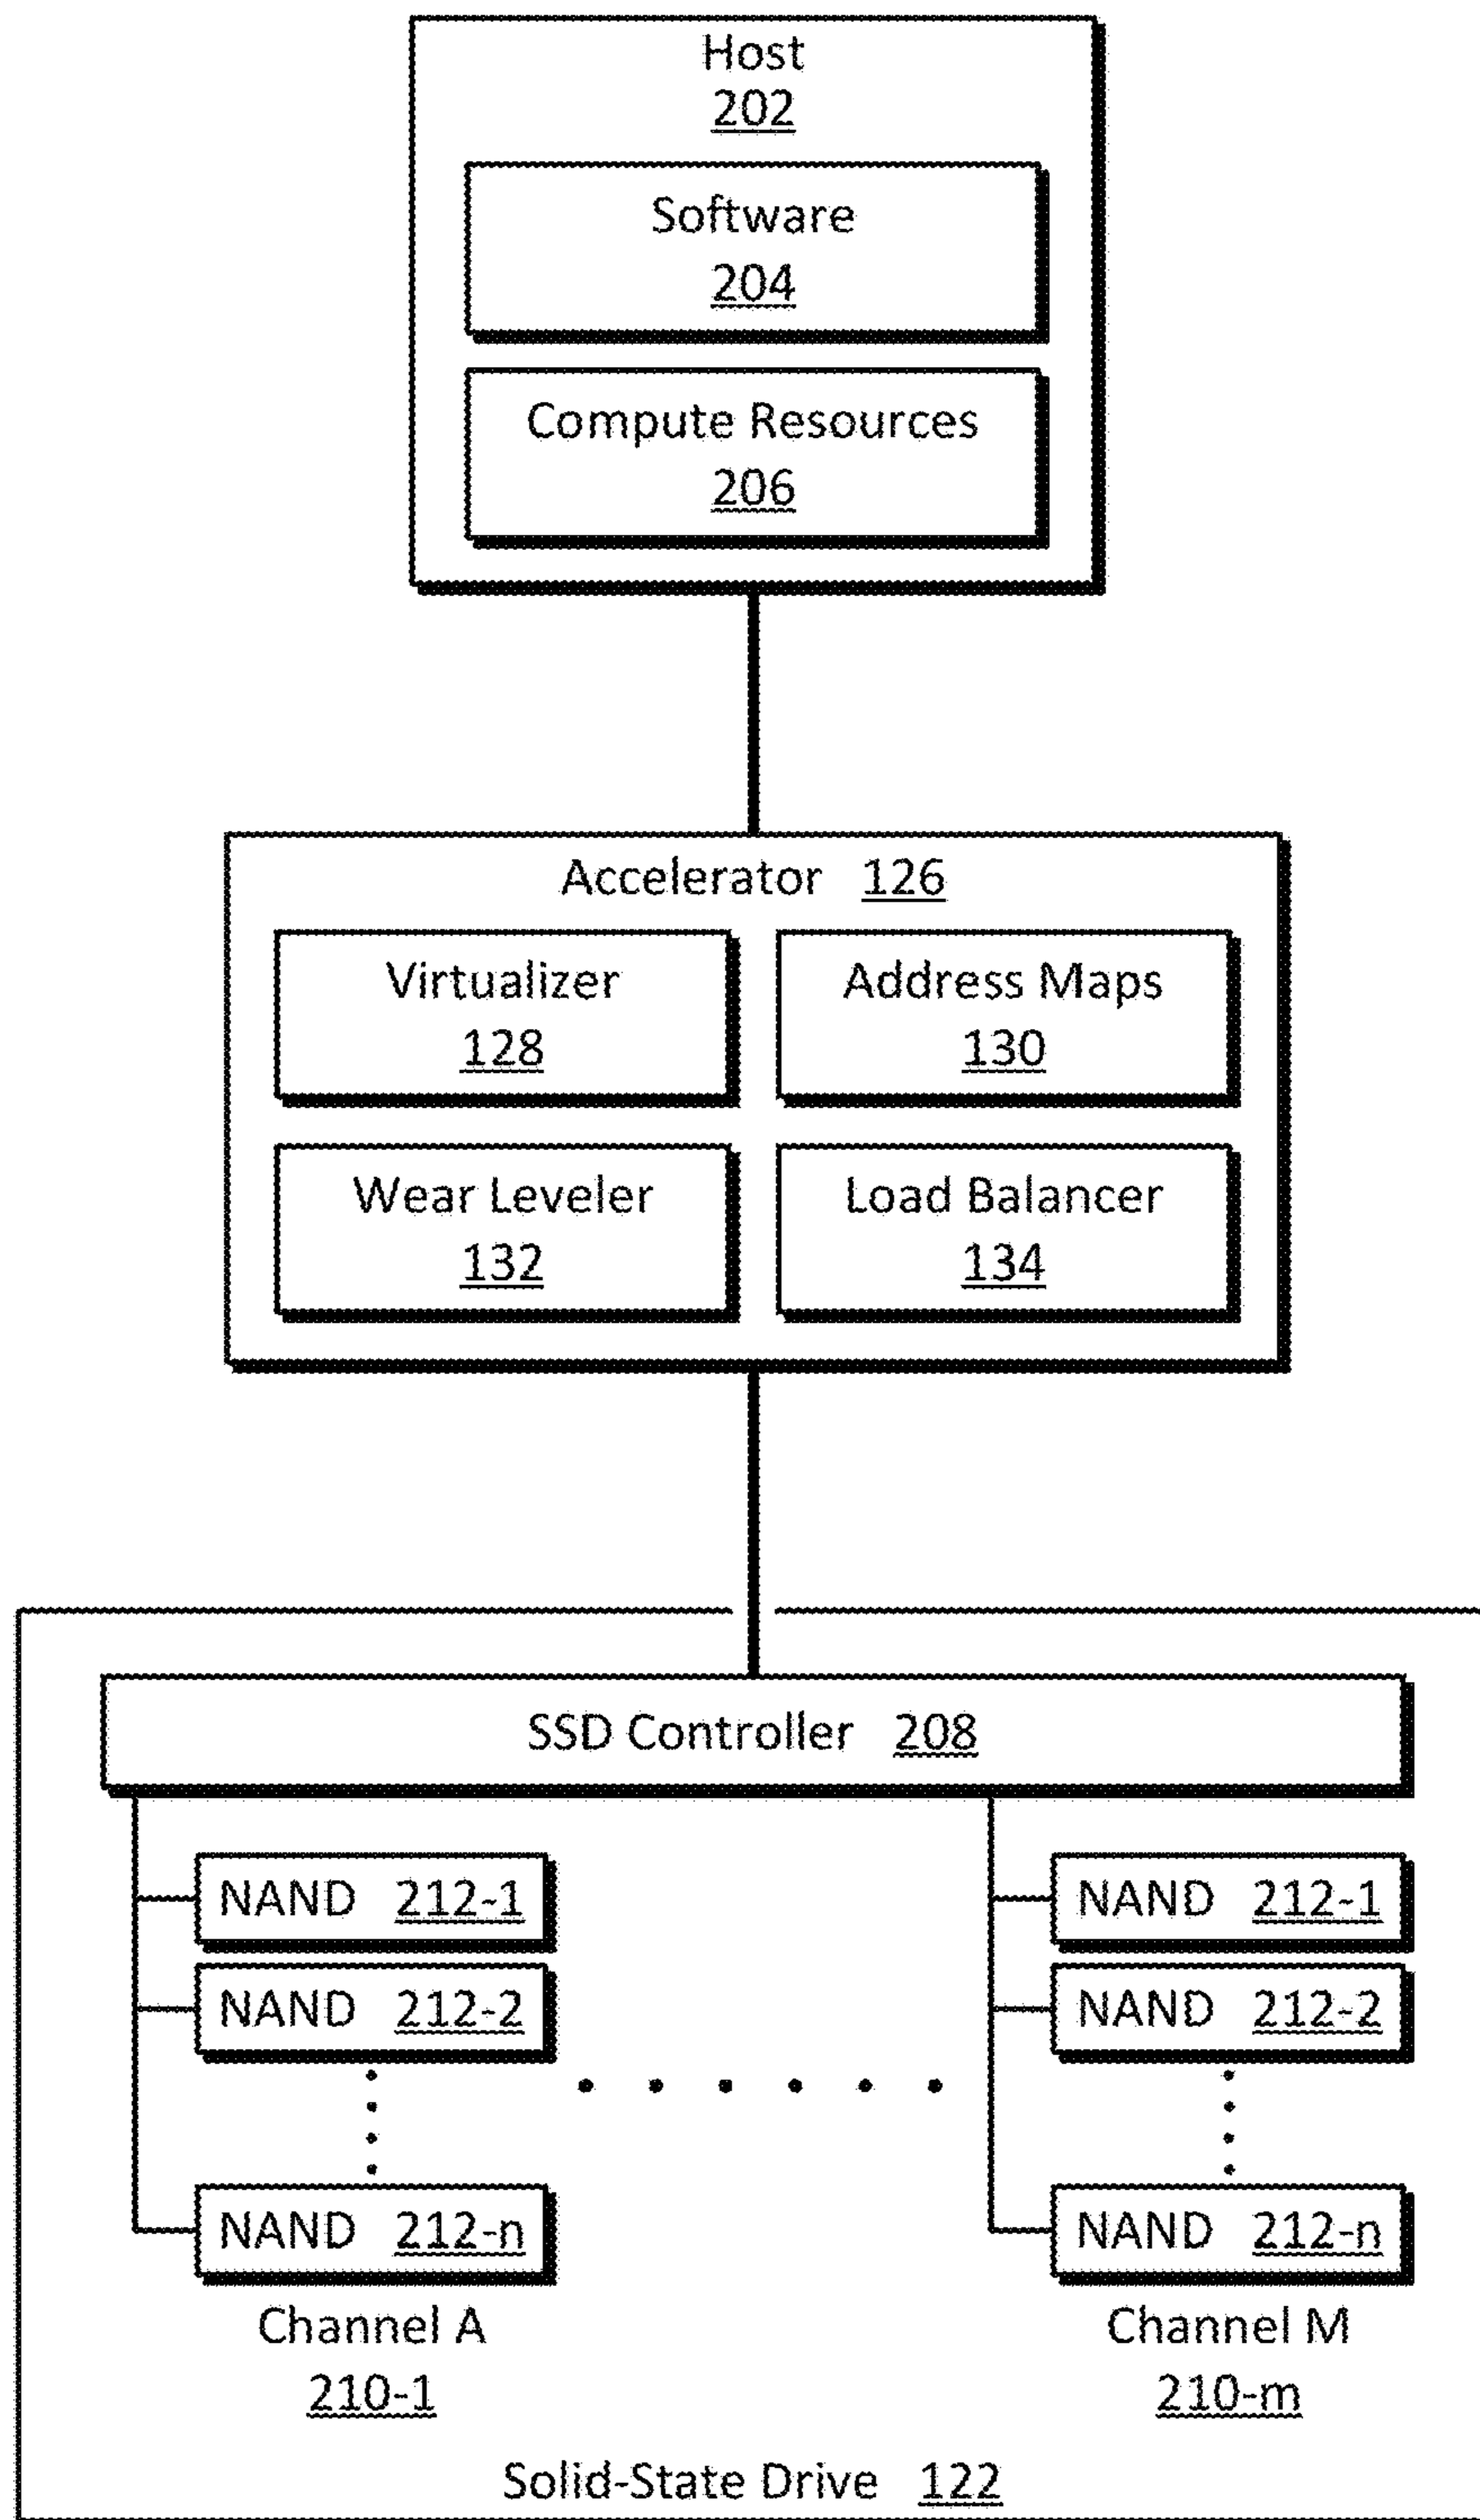 Host
202
Software
204
Compute Resources
206
Accelerator 126
Virtualizer
128
Address Maps
130
Wear Leveler
132
Load Balancer
134
SSD Controller 208
NAND 212-1
NAND 212-2
NAND 212-n
Channel A
210-1
NAND 212-1
NAND 212-2
NAND 212-n
Channel M
210-m
Solid-State Drive 122